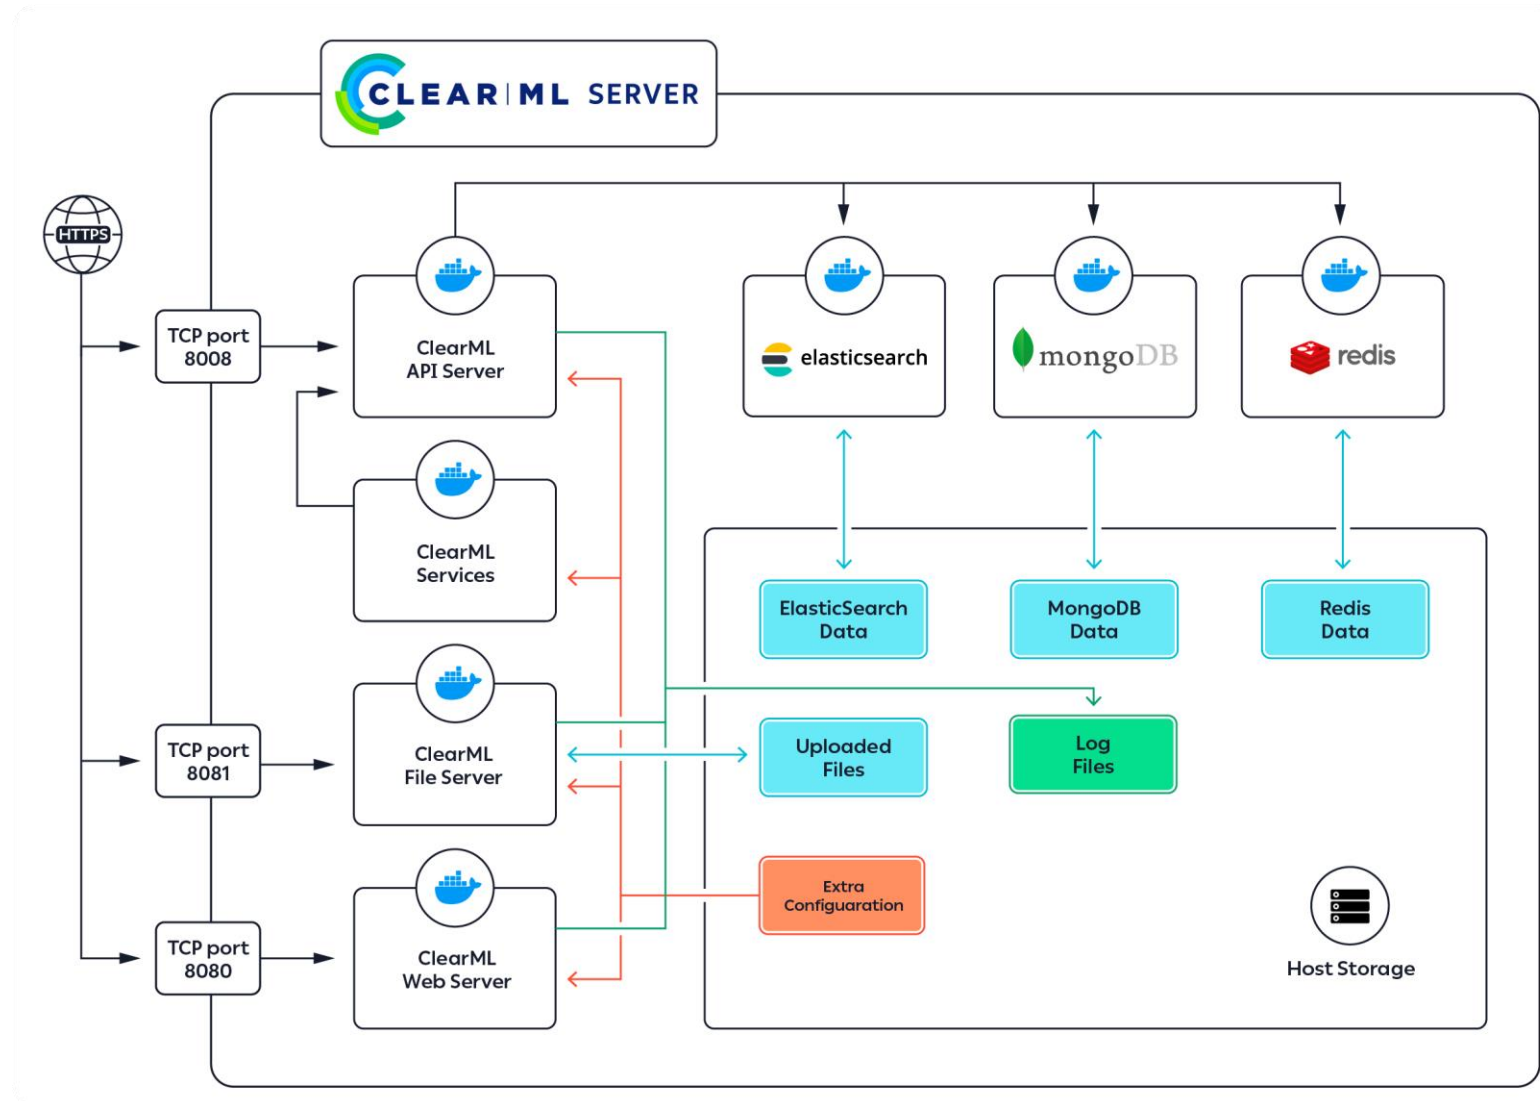 CLEAR|ML SERVER
HTTPS
TCP port
8008
ClearML
API Server
elasticsearch
mongoDB
redis
ClearML
Services
ElasticSearch
Data
MongoDB
Data
Redis
Data
TCP port
8081
ClearML
File Server
Uploaded
Files
Log
Files
Extra
Configuaration
TCP port
8080
ClearML
Web Server
Host Storage